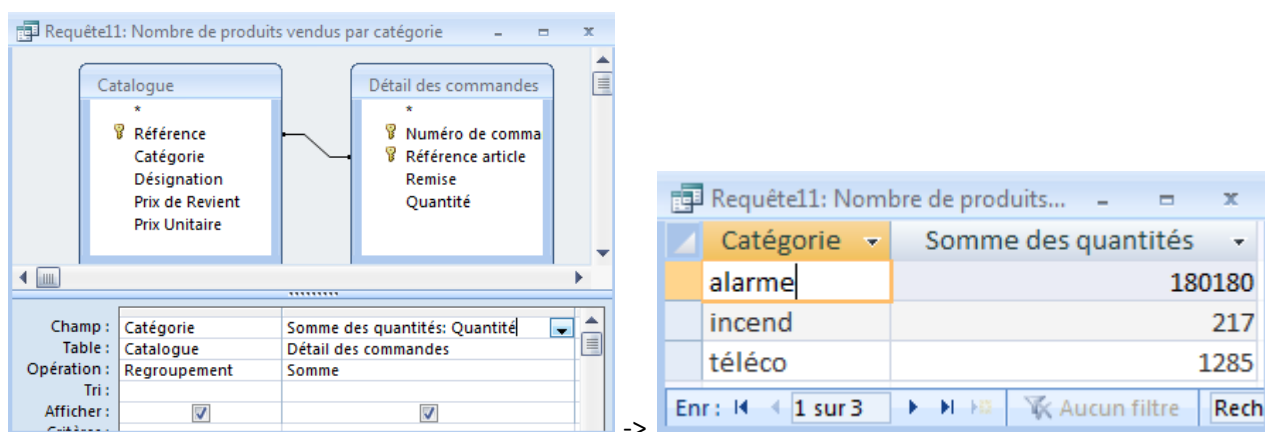 Requête11: Nombre de produits vendus par catégorie
Catalogue
*
Référence
Catégorie
Désignation
Prix de Revient
Prix Unitaire
Détail des commandes
*
Numéro de comma
Référence article
Remise
Quantité
Champ : Catégorie Somme des quantités: Quantité
Table : Catalogue Détail des commandes
Opération : Regroupement Somme
Tri :
Afficher :
Critères :
->
Requête11: Nombre de produits...
Catégorie Somme des quantités
alarme 180180
incend 217
téléco 1285
Enr : 1 sur 3 Aucun filtre Rech